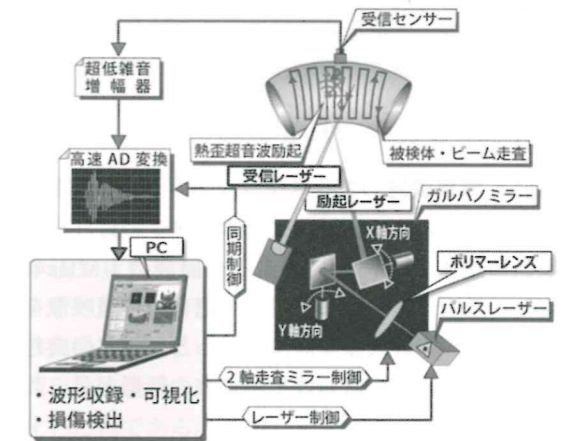 受信センサー
超低雑音
増幅器
熱歪超音波励起
被検体・ビーム走査
高速AD変換
受信レーザー
励起レーザー
ガルバノミラー
X軸方向
同期制御
PC
ポリマーレンズ
パルスレーザー
Y軸方向
2軸走査ミラー制御
・波形収録・可視化
・損傷検出
レーザー制御